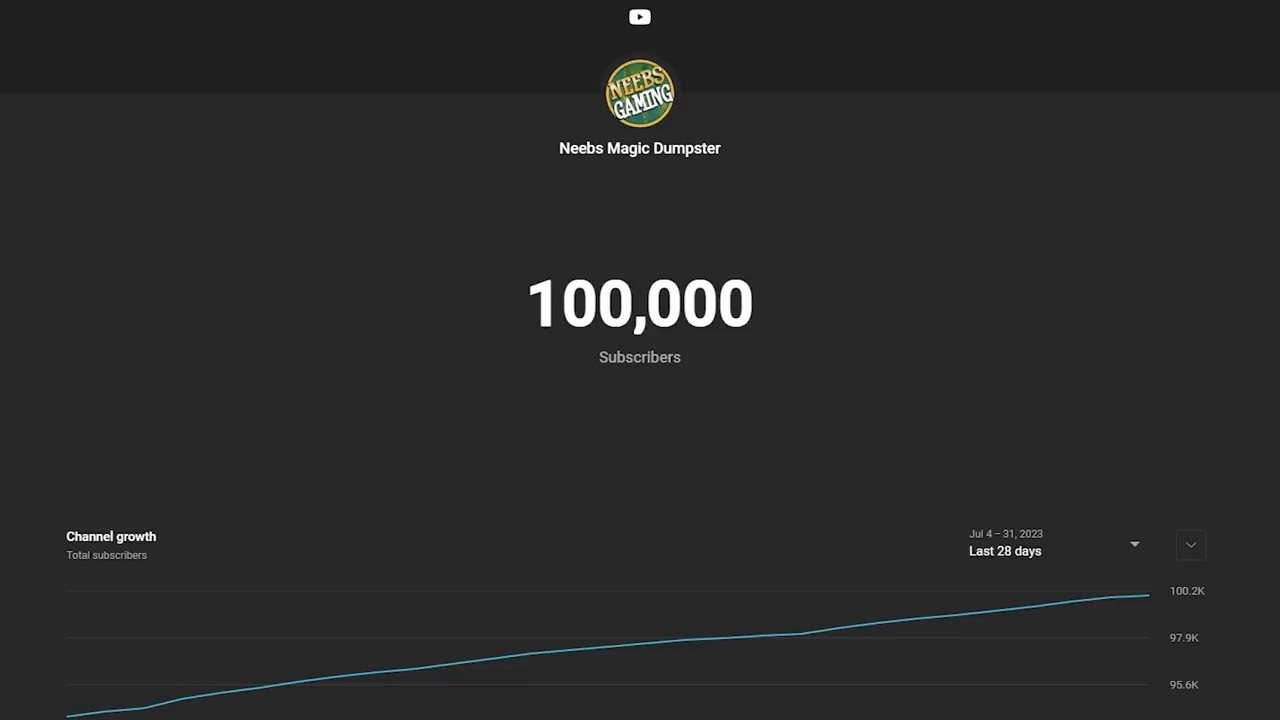 NEEBS
GAMING
Neebs Magic Dumpster
100,000
Subscribers
Channel growth
Total subscribers
Jul 4 – 31, 2023
Last 28 days
100.2K
97.9K
95.6K